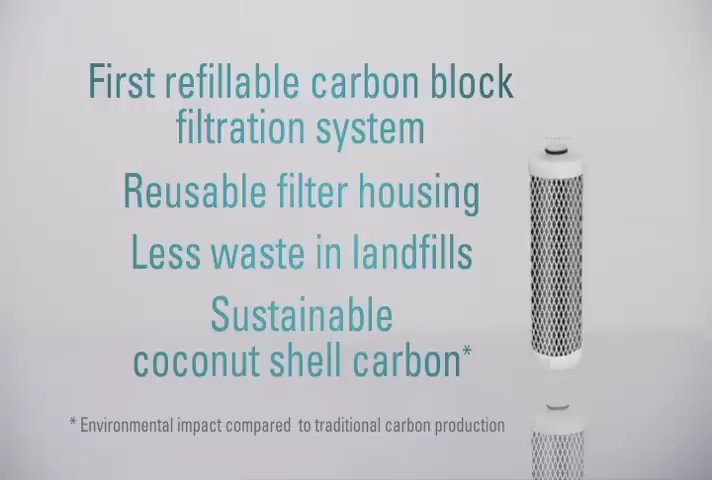 First refillable carbon block
filtration system
Reusable filter housing
Less waste in landfills
Sustainable
coconut shell carbon*
* Environmental impact compared to traditional carbon production